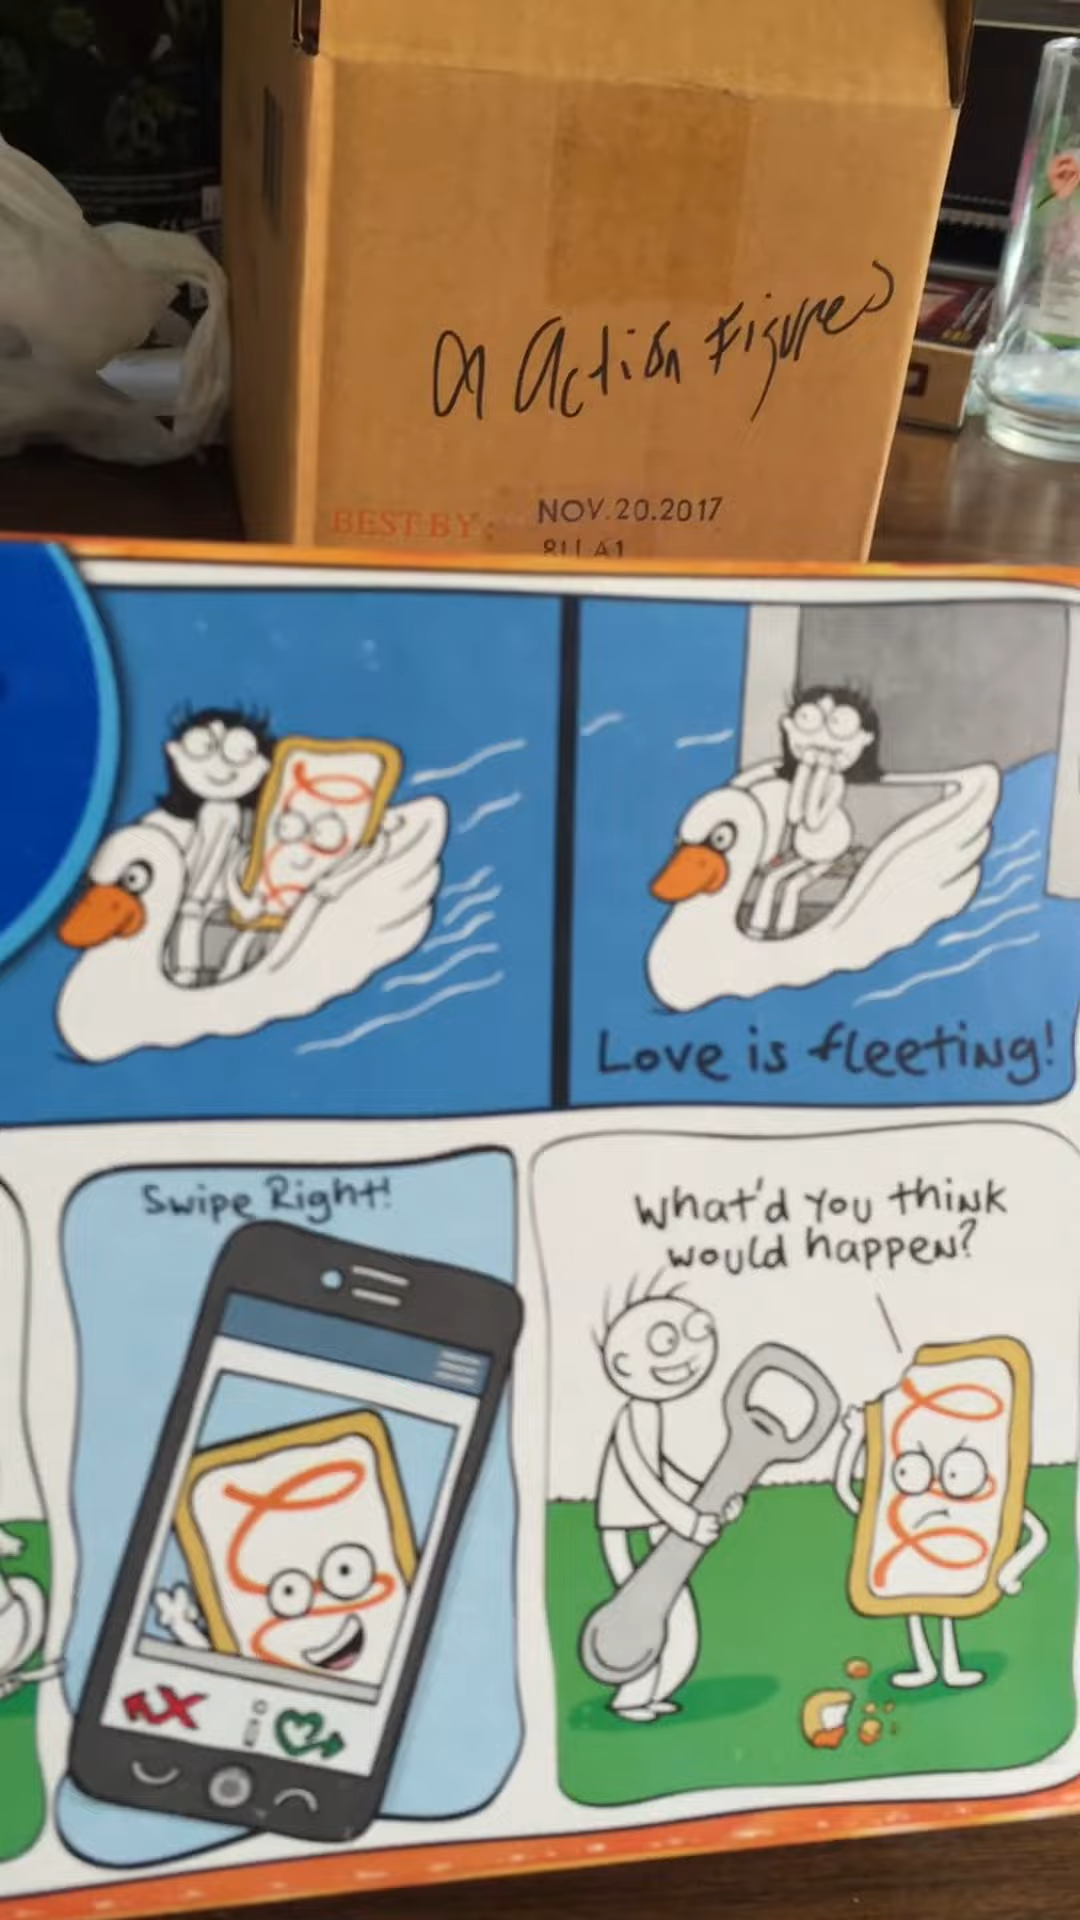 Action Figures
BEST BY: NOV.20.2017
Love is fleeting!
Swipe Right!
What'd you think
would happen?